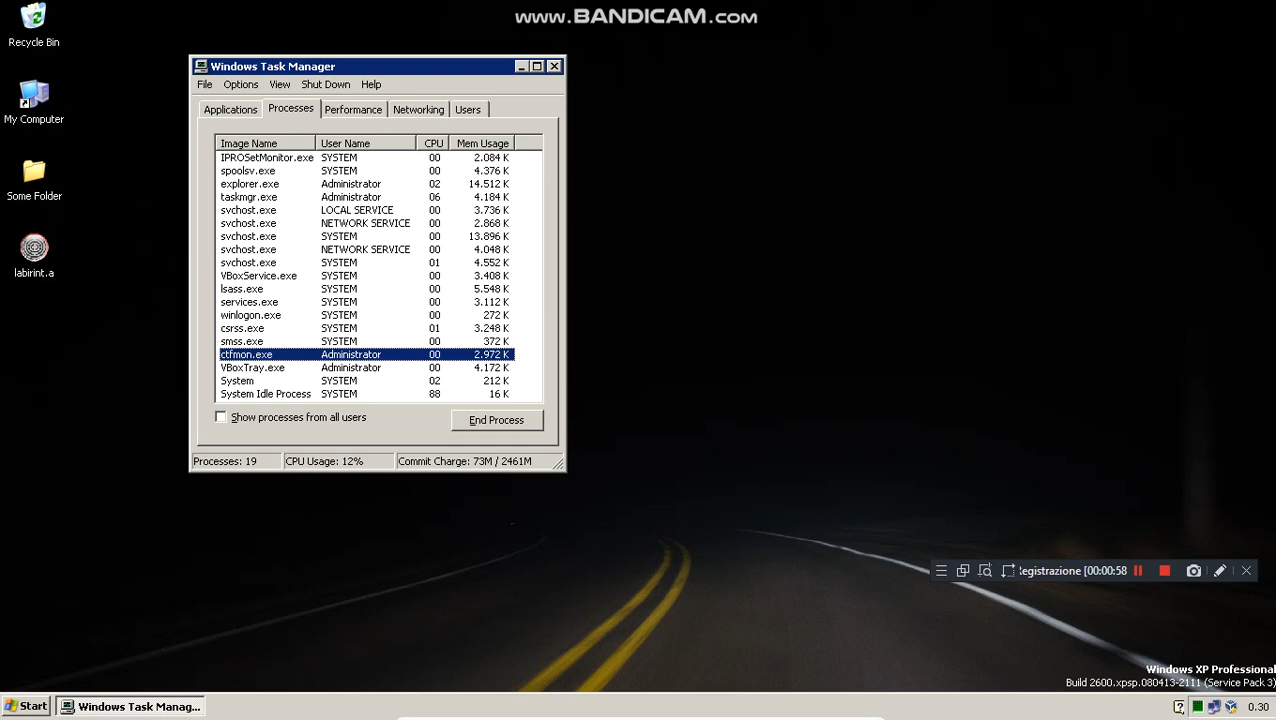 www.BANDICAM.com
Recycle Bin
My Computer
Some Folder
labirint.a
Windows Task Manager
File Options View Shut Down Help
Applications Processes Performance Networking Users
Image Name User Name CPU Mem Usage
IPROSetMonitor.exe SYSTEM 00 2.084 K
spoolsv.exe SYSTEM 00 4.376 K
explorer.exe Administrator 02 14.512 K
taskmgr.exe Administrator 06 4.184 K
svchost.exe LOCAL SERVICE 00 3.736 K
svchost.exe NETWORK SERVICE 00 2.868 K
svchost.exe SYSTEM 00 13.896 K
svchost.exe NETWORK SERVICE 00 4.048 K
svchost.exe SYSTEM 01 4.552 K
VBoxService.exe SYSTEM 00 3.408 K
lsass.exe SYSTEM 00 5.548 K
services.exe SYSTEM 00 3.112 K
winlogon.exe SYSTEM 00 272 K
csrss.exe SYSTEM 01 3.248 K
smss.exe SYSTEM 00 372 K
ctfmon.exe Administrator 00 2.972 K
VBoxTray.exe Administrator 00 4.172 K
System SYSTEM 02 212 K
System Idle Process SYSTEM 88 16 K
Show processes from all users
End Process
Processes: 19 CPU Usage: 12% Commit Charge: 73M / 2461M
Registrazione [00:00:58
Windows XP Professional
Build 2600.xpsp.080413-2111 (Service Pack 3)
Start Windows Task Manag... 0.30